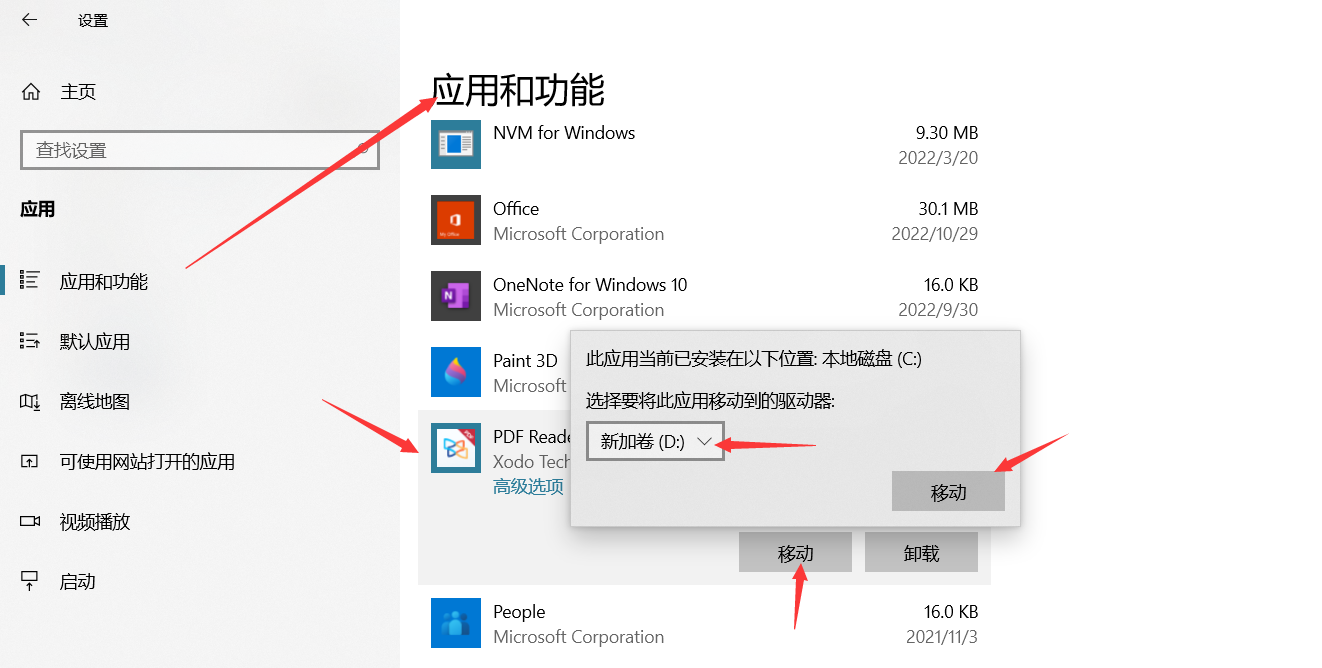 设置
主页
查找设置
应用
应用和功能
默认应用
离线地图
可使用网站打开的应用
视频播放
启动
应用和功能
NVM for Windows
9.30 MB
2022/3/20
Office
30.1 MB
Microsoft Corporation
2022/10/29
My Office
OneNote for Windows 10
16.0 KB
Microsoft Corporation
2022/9/30
Paint 3D
Microsoft
此应用当前已安装在以下位置: 本地磁盘 (C:)
选择要将此应用移动到的驱动器:
新加卷 (D:)
移动
PDF Reade
Xodo Tech
高级选项
PDF
移动
卸载
People
16.0 KB
Microsoft Corporation
2021/11/3